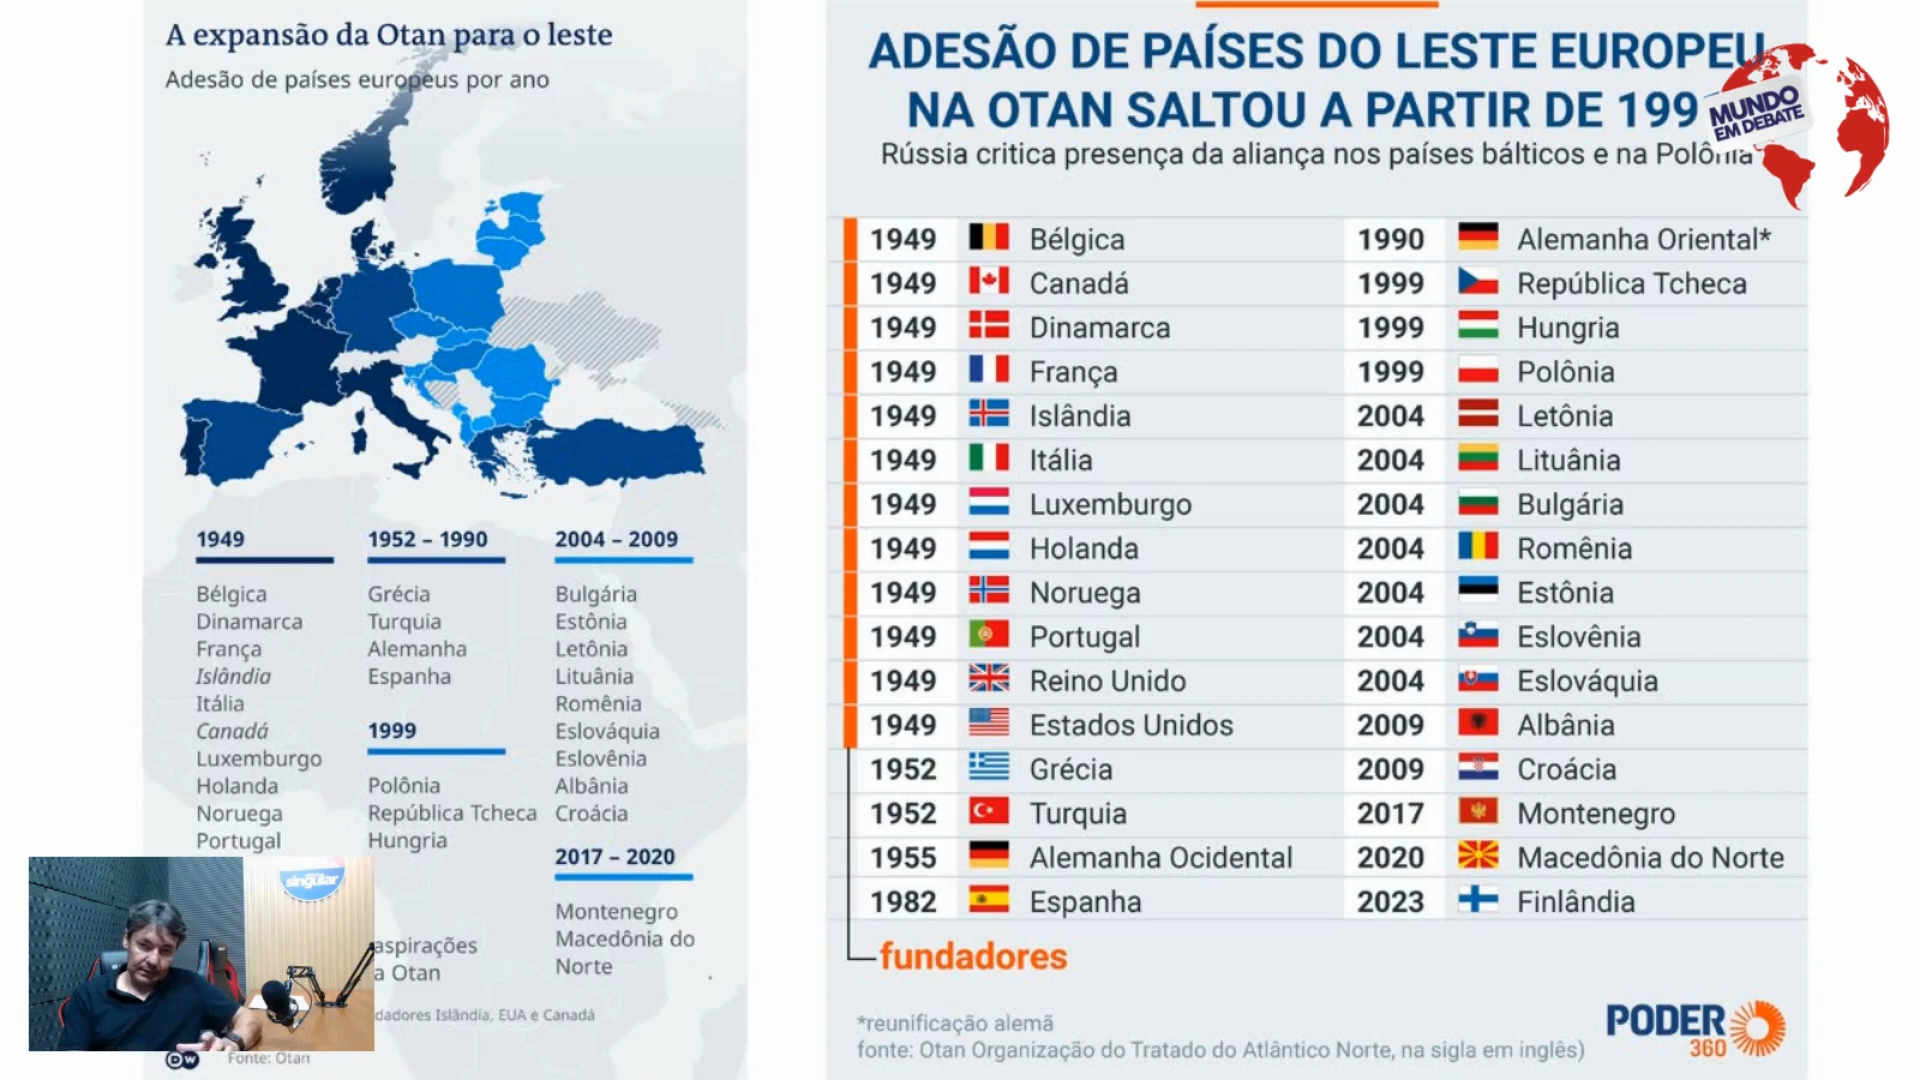 A expansão da Otan para o leste
Adesão de países europeus por ano
1949
Bélgica
Dinamarca
França
Islândia
Itália
Canadá
Luxemburgo
Holanda
Noruega
Portugal
1952 – 1990
Grécia
Turquia
Alemanha
Espanha
1999
Polônia
República Tcheca
Hungria
2004 – 2009
Bulgária
Estônia
Letônia
Lituânia
Romênia
Eslováquia
Eslovênia
Albânia
Croácia
2017 – 2020
Montenegro
Macedônia do
Norte
aspirações
a Otan
dadores Islândia, EUA e Canadá
DW
Fonte: Otan
singular
ADESÃO DE PAÍSES DO LESTE EUROPEU
NA OTAN SALTOU A PARTIR DE 199
Rússia critica presença da aliança nos países bálticos e na Polônia
MUNDO
EM DEBATE
1949 Bélgica
1949 Canadá
1949 Dinamarca
1949 França
1949 Islândia
1949 Itália
1949 Luxemburgo
1949 Holanda
1949 Noruega
1949 Portugal
1949 Reino Unido
1949 Estados Unidos
1952 Grécia
1952 Turquia
1955 Alemanha Ocidental
1982 Espanha
1990 Alemanha Oriental*
1999 República Tcheca
1999 Hungria
1999 Polônia
2004 Letônia
2004 Lituânia
2004 Bulgária
2004 Romênia
2004 Estônia
2004 Eslovênia
2004 Eslováquia
2009 Albânia
2009 Croácia
2017 Montenegro
2020 Macedônia do Norte
2023 Finlândia
fundadores
*reunificação alemã
fonte: Otan Organização do Tratado do Atlântico Norte, na sigla em inglês)
PODER
360